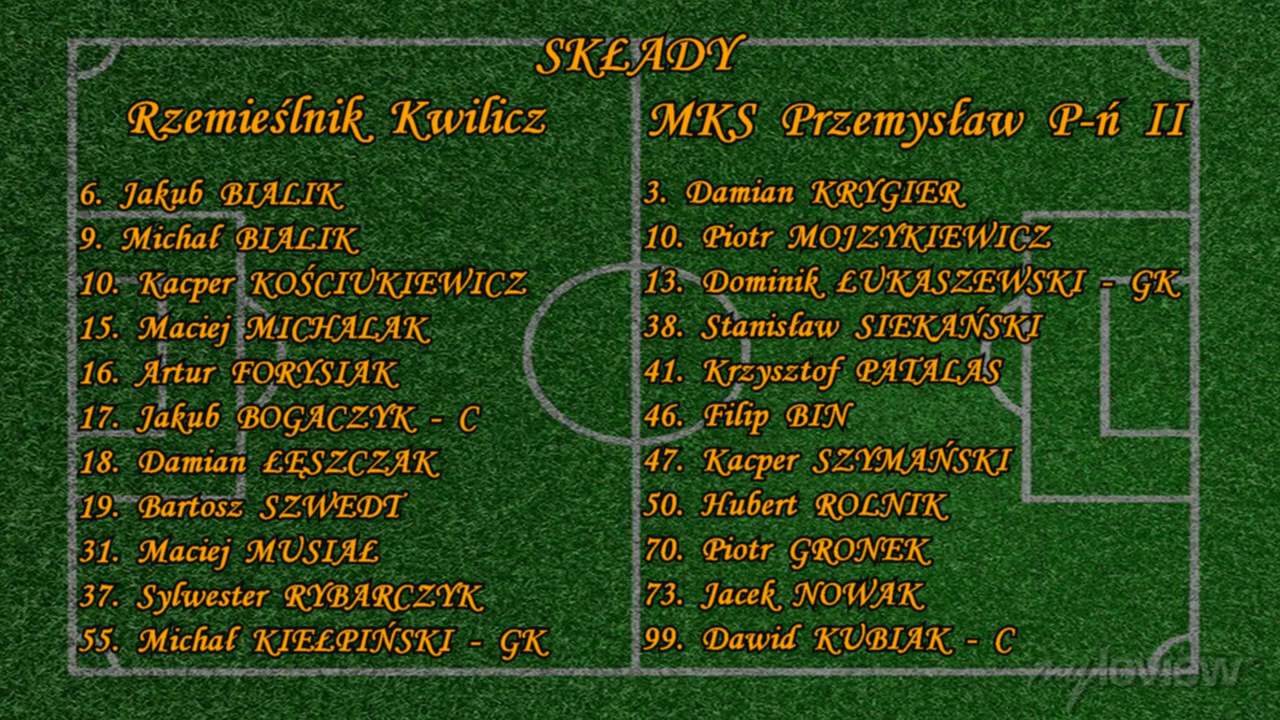 SKŁADY
Rzemieślnik Kwilicz
6. Jakub BIALIK
9. Michał BIALIK
10. Kacper KOŚCIUKIEWICZ
15. Maciej MICHALAK
16. Artur FORYSIAK
17. Jakub BOGACZYK - C
18. Damian ŁĘSZCZAK
19. Bartosz SZWEDT
31. Maciej MUSIAŁ
37. Sylwester RYBARCZYK
55. Michał KIEŁPIŃSKI - GK
MKS Przemysław P-ń II
3. Damian KRYGIER
10. Piotr MOJZYKIEWICZ
13. Dominik ŁUKASZEWSKI - GK
38. Stanisław SIEKAŃSKI
41. Krzysztof PATALAS
46. Filip BIN
47. Kacper SZYMAŃSKI
50. Hubert ROLNIK
70. Piotr GRONEK
73. Jacek NOWAK
99. Dawid KUBIAK - C
myloview